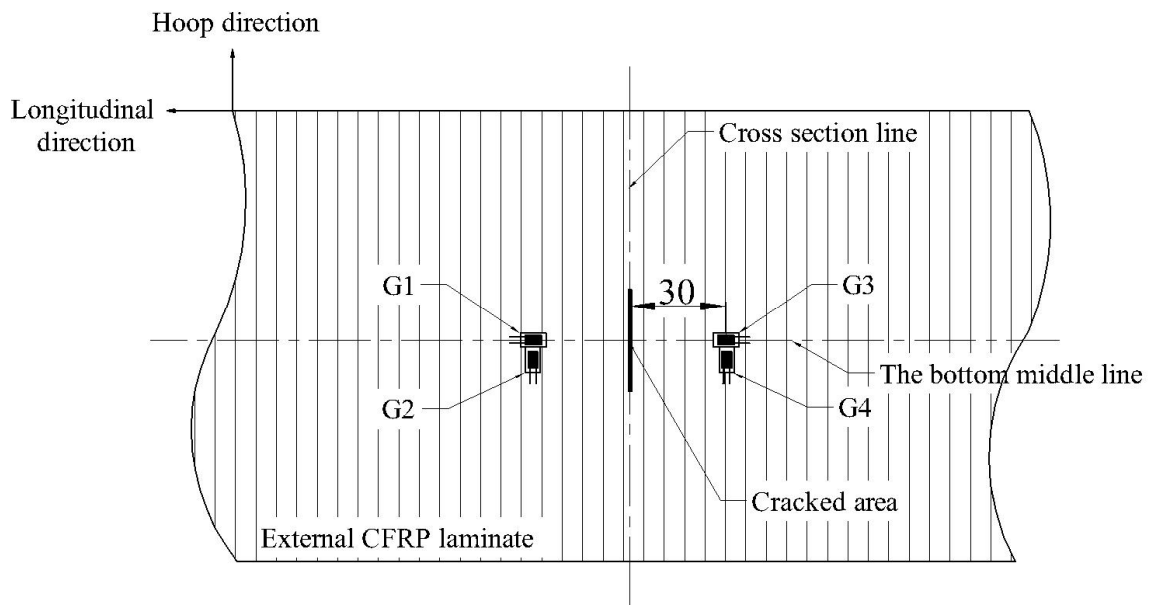 Hoop direction
Longitudinal
direction
Cross section line
G1
30
G3
The bottom middle line
G2
G4
Cracked area
External CFRP laminate